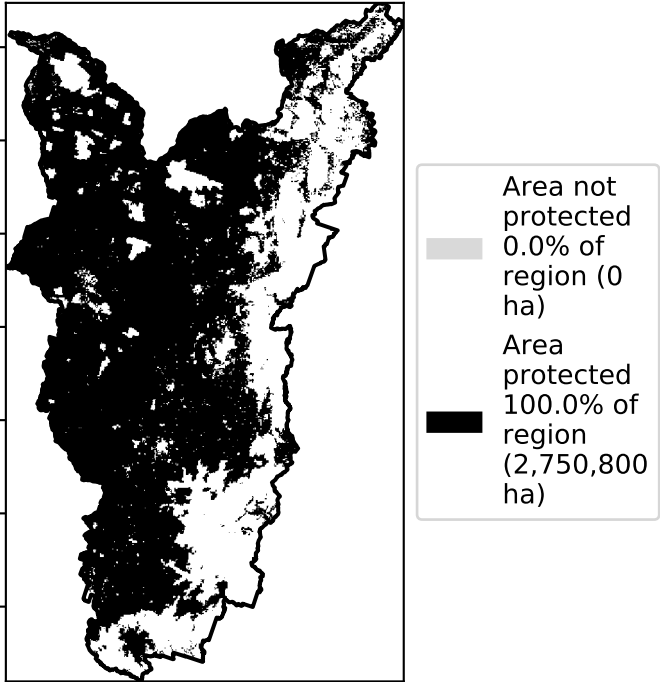 Area not
protected
0.0% of
region (0
ha)
Area
protected
100.0% of
region
(2,750,800
ha)